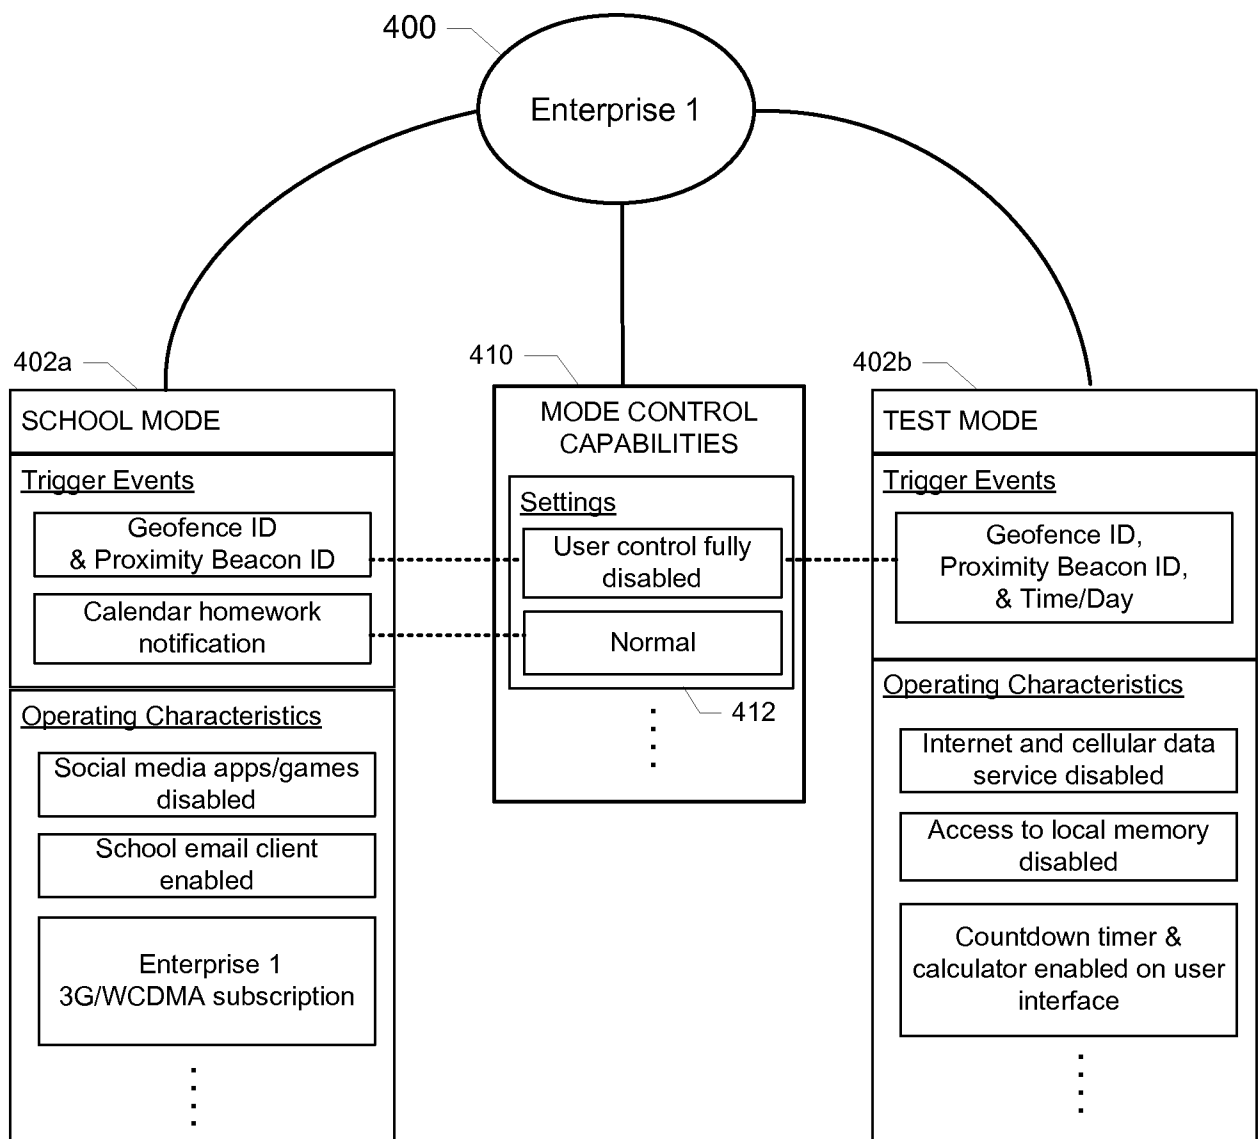 400
Enterprise 1
402a
SCHOOL MODE
Trigger Events
Geofence ID
& Proximity Beacon ID
Calendar homework
notification
Operating Characteristics
Social media apps/games
disabled
School email client
enabled
Enterprise 1
3G/WCDMA subscription
410
MODE CONTROL
CAPABILITIES
Settings
User control fully
disabled
Normal
412
402b
TEST MODE
Trigger Events
Geofence ID,
Proximity Beacon ID,
& Time/Day
Operating Characteristics
Internet and cellular data
service disabled
Access to local memory
disabled
Countdown timer &
calculator enabled on user
interface